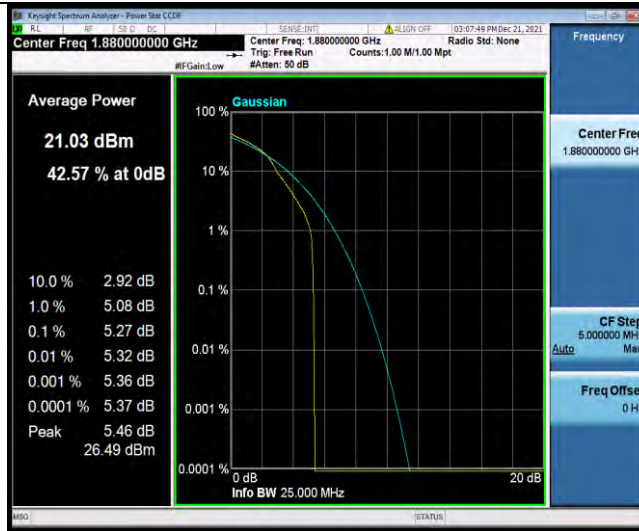 Keysight Spectrum Analyzer - Power Stat CCDF
RL RF 50 Ω DC SENSE:INT ALIGN OFF 03:07:49 PM Dec 21, 2021
Center Freq 1.880000000 GHz
Center Freq: 1.880000000 GHz Radio Std: None
Trig: Free Run Counts:1.00 M/1.00 Mpt
#IFGain:Low #Atten: 50 dB
Frequency
Average Power
21.03 dBm
42.57 % at 0dB
10.0 % 2.92 dB
1.0 % 5.08 dB
0.1 % 5.27 dB
0.01 % 5.32 dB
0.001 % 5.36 dB
0.0001 % 5.37 dB
Peak 5.46 dB
26.49 dBm
Gaussian
100 %
10 %
1 %
0.1 %
0.01 %
0.001 %
0.0001 %
0 dB 20 dB
Info BW 25.000 MHz
Center Fre
1.880000000 GH
CF Step
5.000000 MH
Auto Ma
Freq Offse
0 H
MSG STATUS